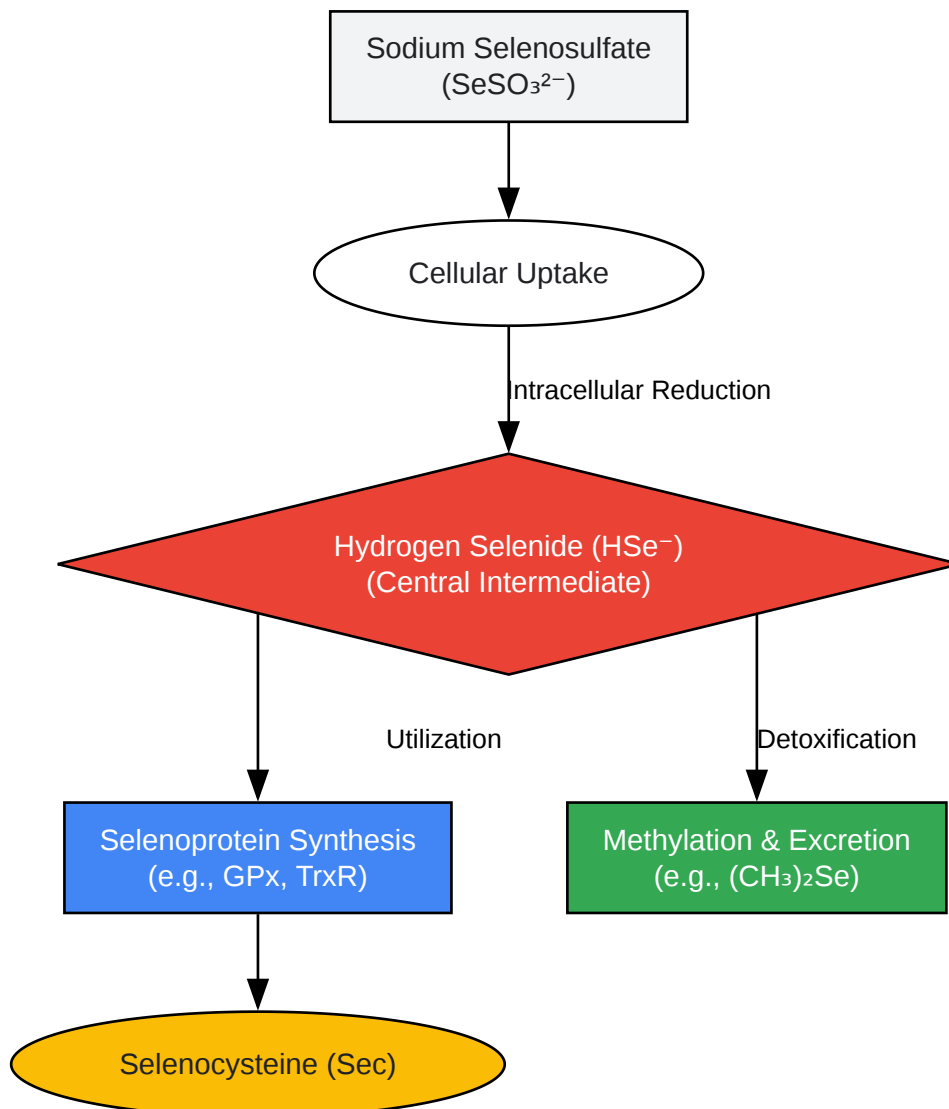 Sodium Selenosulfate
(SeSO₃²⁻)
Cellular Uptake
Intracellular Reduction
Hydrogen Selenide (HSe⁻)
(Central Intermediate)
Utilization
Detoxification
Selenoprotein Synthesis
(e.g., GPx, TrxR)
Methylation & Excretion
(e.g., (CH₃)₂Se)
Selenocysteine (Sec)